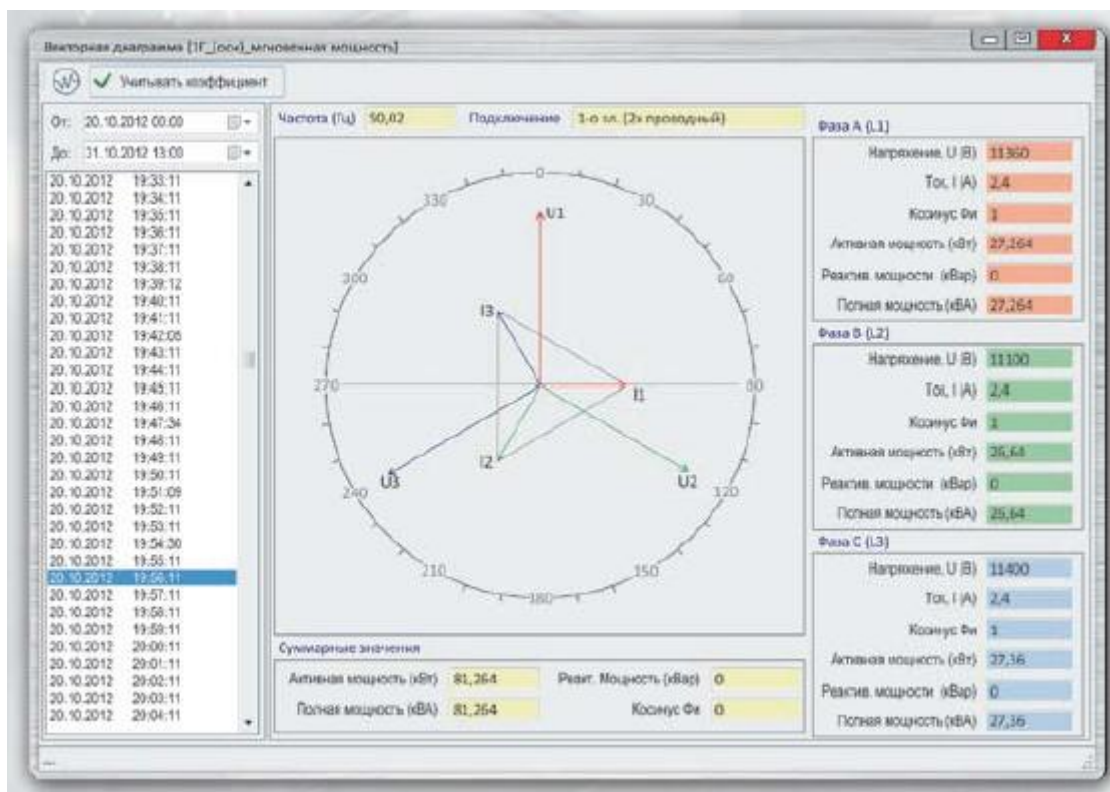 Векторная диаграмма
мгновенная мощность]
Учитывать коэффициент
От: 20.10.2012 00:00
До: 31.10.2012 13:00
20.10.2012 19:33:11
20.10.2012 19:34:11
20.10.2012 19:35:11
20.10.2012 19:36:11
20.10.2012 19:37:11
20.10.2012 19:38:11
20.10.2012 19:39:12
20.10.2012 19:40:11
20.10.2012 19:41:11
20.10.2012 19:42:05
20.10.2012 19:43:11
20.10.2012 19:44:11
20.10.2012 19:45:11
20.10.2012 19:46:11
20.10.2012 19:47:34
20.10.2012 19:48:11
20.10.2012 19:49:11
20.10.2012 19:50:11
20.10.2012 19:51:09
20.10.2012 19:52:11
20.10.2012 19:53:11
20.10.2012 19:54:30
20.10.2012 19:55:11
20.10.2012 19:56:11
20.10.2012 19:57:11
20.10.2012 19:58:11
20.10.2012 19:59:11
20.10.2012 20:00:11
20.10.2012 20:01:11
20.10.2012 20:02:11
20.10.2012 20:03:11
20.10.2012 20:04:11
Частота (Гц) 50,02 Подключение 1-о эл. (2х проводный)
0
30
60
120
150
180
210
240
270
300
330
U1
I3
I1
I2
U3
U2
Суммарные значения
Активная мощность (кВт) 81,264 Реакт. Мощность (кВар) 0
Полная мощность (кВА) 81,264 Косинус Фи 0
Фаза A (L1)
Напряжение, U (В) 11360
Ток, I (А) 2,4
Косинус Фи 1
Активная мощность (кВт) 27,264
Реактив. мощности (кВар) 0
Полная мощность (кВА) 27,264
Фаза B (L2)
Напряжение, U (В) 11100
Ток, I (А) 2,4
Косинус Фи 1
Активная мощность (кВт) 26,64
Реактив. мощности (кВар) 0
Полная мощность (кВА) 26,64
Фаза C (L3)
Напряжение, U (В) 11400
Ток, I (А) 2,4
Косинус Фи 1
Активная мощность (кВт) 27,36
Реактив. мощности (кВар) 0
Полная мощность (кВА) 27,36
...